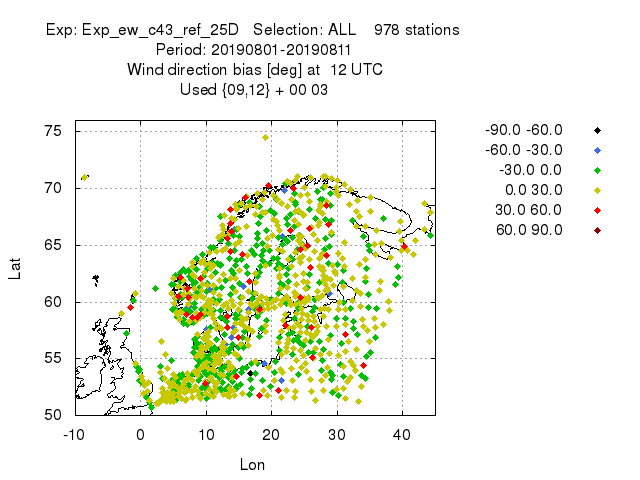 Exp: Exp_ew_c43_ref_25D Selection: ALL 978 stations
Period: 20190801-20190811
Wind direction bias [deg] at 12 UTC
Used {09,12} + 00 03
75
70
65
60
55
50
-10 0 10 20 30 40
Lat
Lon
-90.0 -60.0
-60.0 -30.0
-30.0 0.0
0.0 30.0
30.0 60.0
60.0 90.0